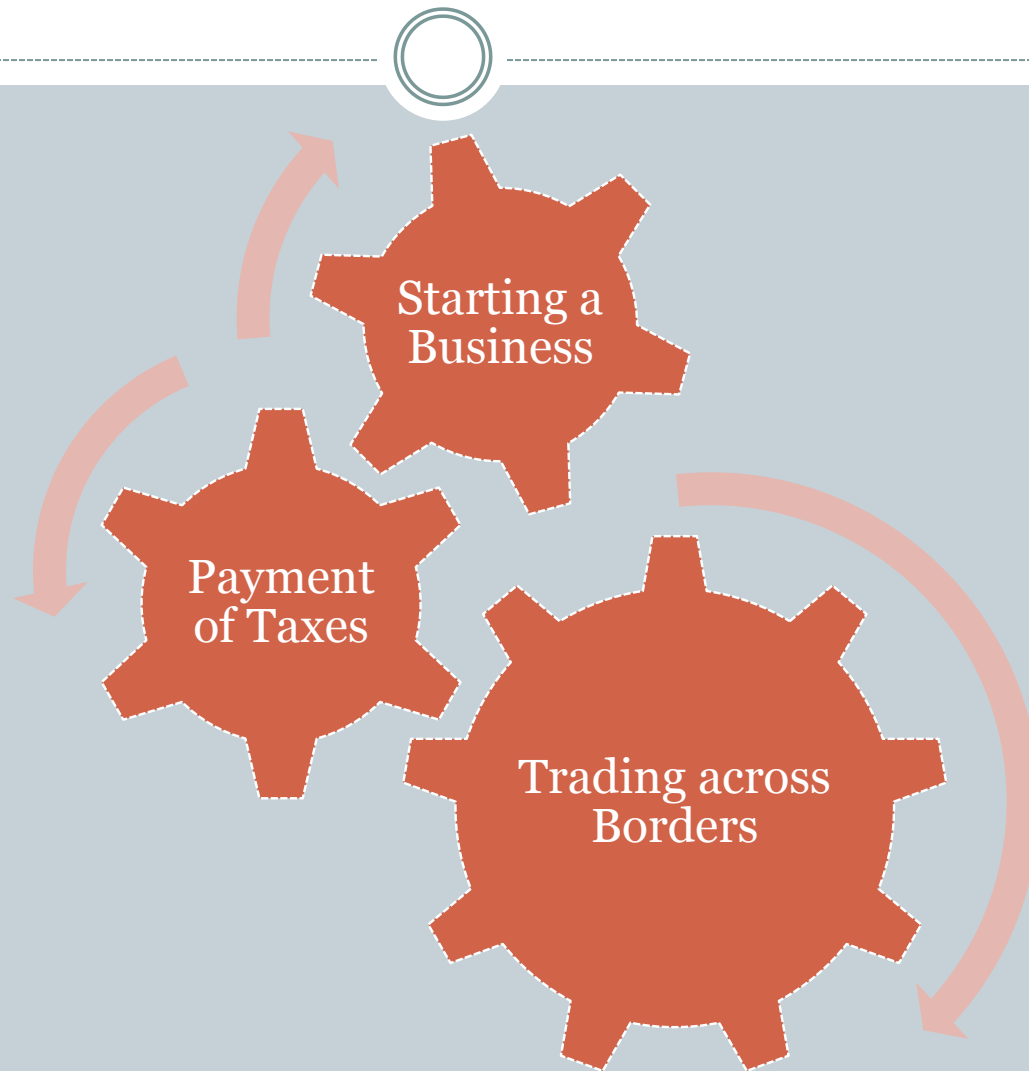 Starting a
Business
Payment
of Taxes
Trading across
Borders